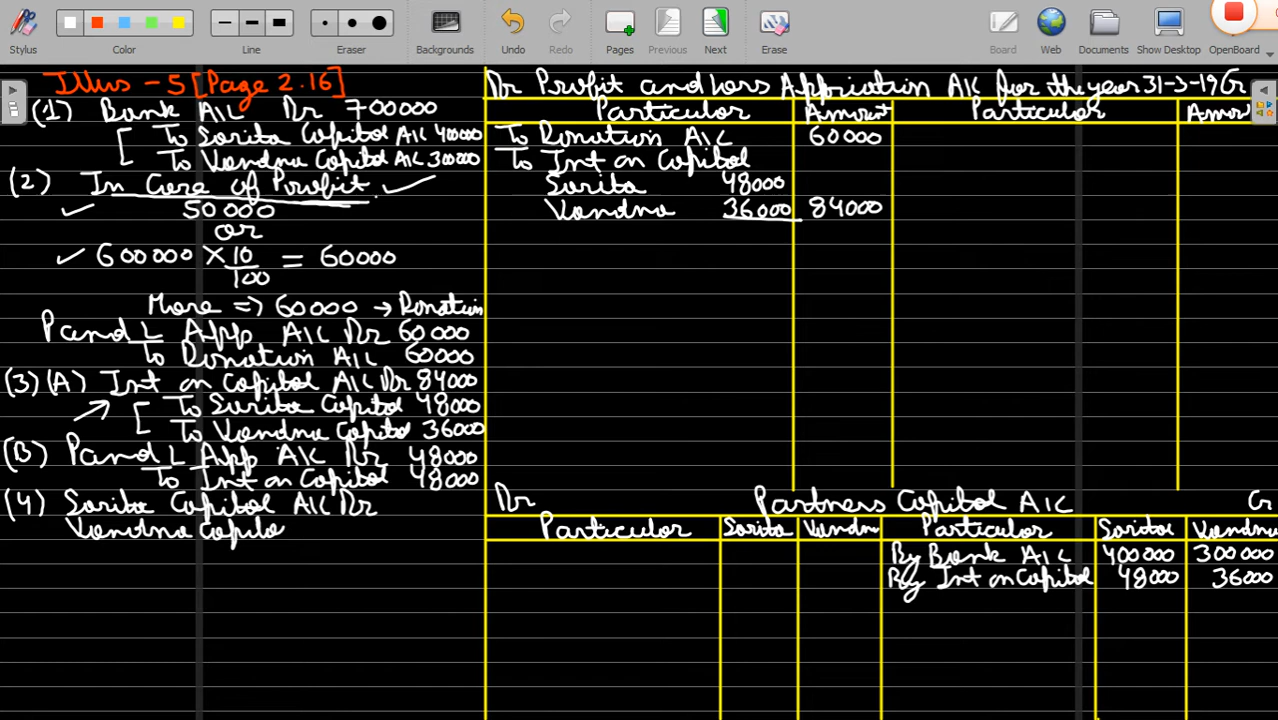 Stylus
Color
Line
Eraser
Backgrounds
Undo
Redo
Pages
Previous
Next
Erase
Board
Web
Documents
Show Desktop
OpenBoard
Illus - 5 [Page 2.16]
(1) Bank A/C Dr 700000
To Sarita Capital A/C 400000
To Vandna Capital A/C 300000
(2) In Case of Profit
50000
or
600000 X 10/100 = 60000
More => 60000 → Donation
P and L App A/C Dr 60000
To Donation A/C 60000
(3) (A) Int on Capital A/C Dr 84000
To Sarita Capital 48000
To Vandna Capital 36000
(B) P and L App A/C Dr 48000
To Int on Capital 48000
(4) Sarita Capital A/C Dr
Vandna Capita
Dr Profit and Loss Appriation A/C for the year 31-3-19 Cr
Particular Amount Particular Amou
To Donation A/C 60000
To Int on Capital
Sarita 48000
Vandna 36000 84000
Dr Partners Capital A/C Cr
Particular Sarita Vandna Particular Sarita Vandna
By Bank A/C 400000 300000
By Int on Capital 48000 36000